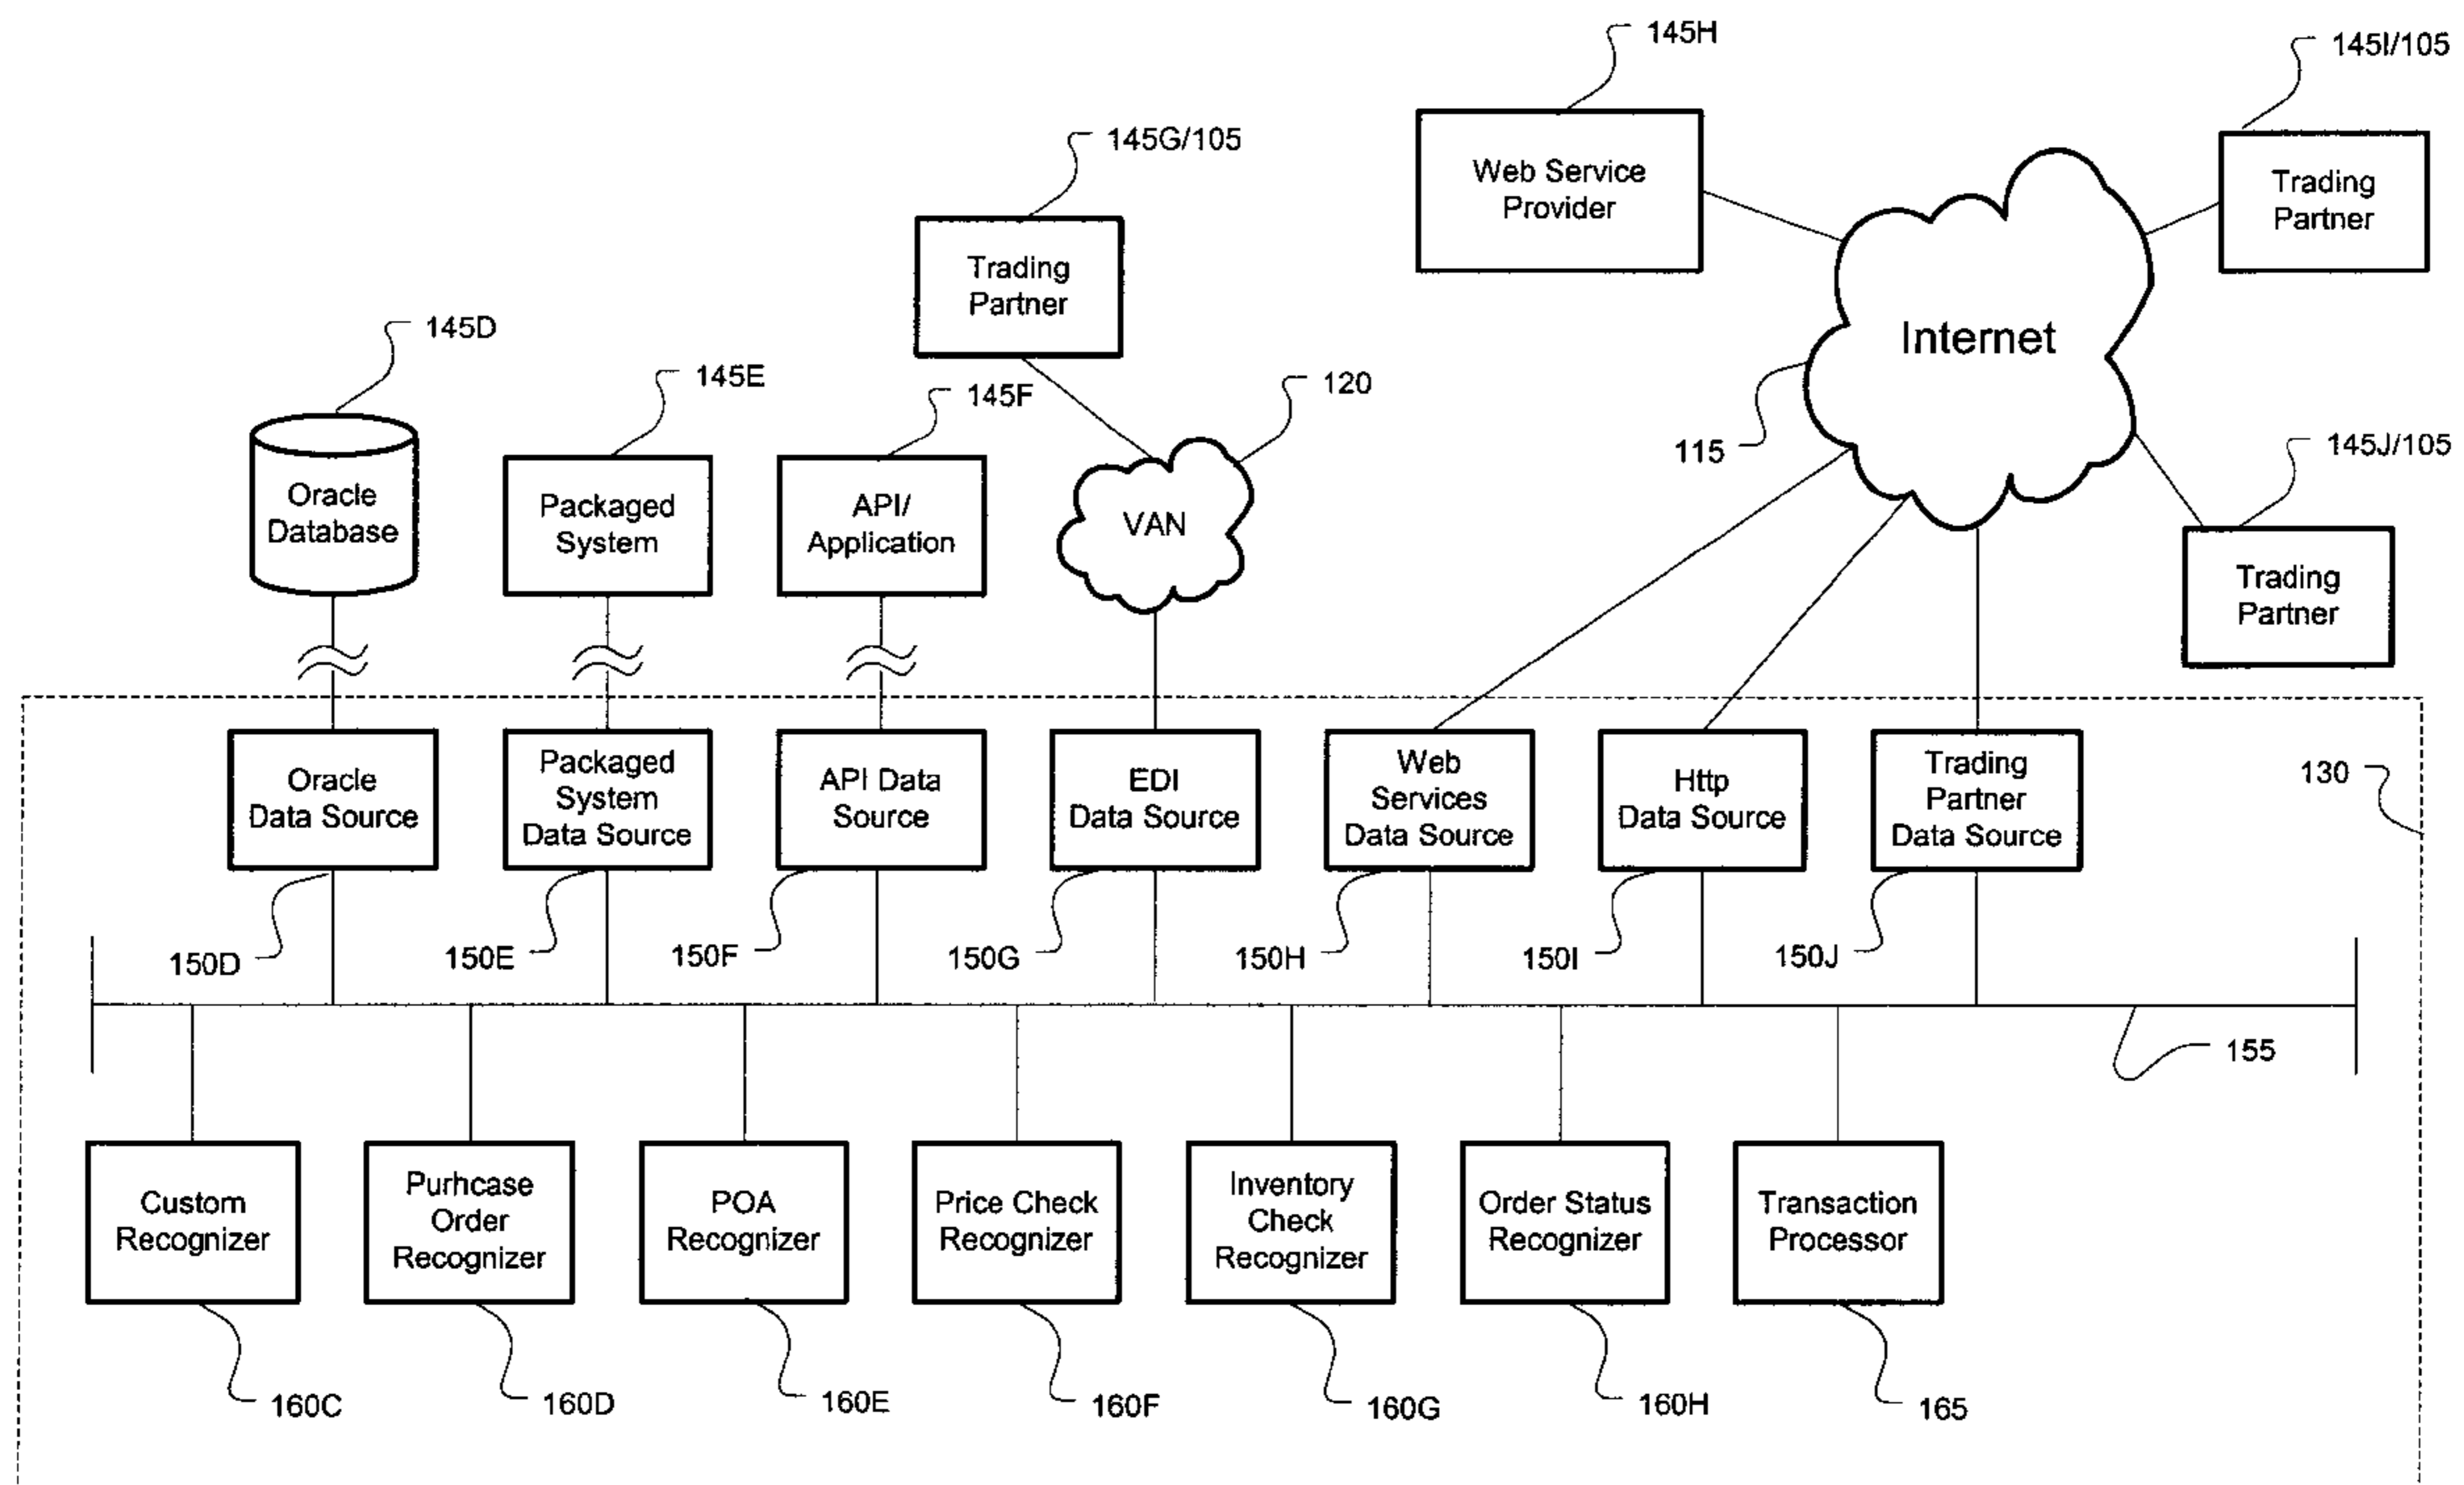 145H
145I/105
145G/105
Web Service
Provider
Trading
Partner
Trading
Partner
145D
145E
145F
120
Internet
115
145J/105
Oracle
Database
Packaged
System
API/
Application
VAN
Trading
Partner
Oracle
Data Source
Packaged
System
Data Source
API Data
Source
EDI
Data Source
Web
Services
Data Source
Http
Data Source
Trading
Partner
Data Source
130
150D
150E
150F
150G
150H
150I
150J
155
Custom
Recognizer
Purhcase
Order
Recognizer
POA
Recognizer
Price Check
Recognizer
Inventory
Check
Recognizer
Order Status
Recognizer
Transaction
Processor
160C
160D
160E
160F
160G
160H
165